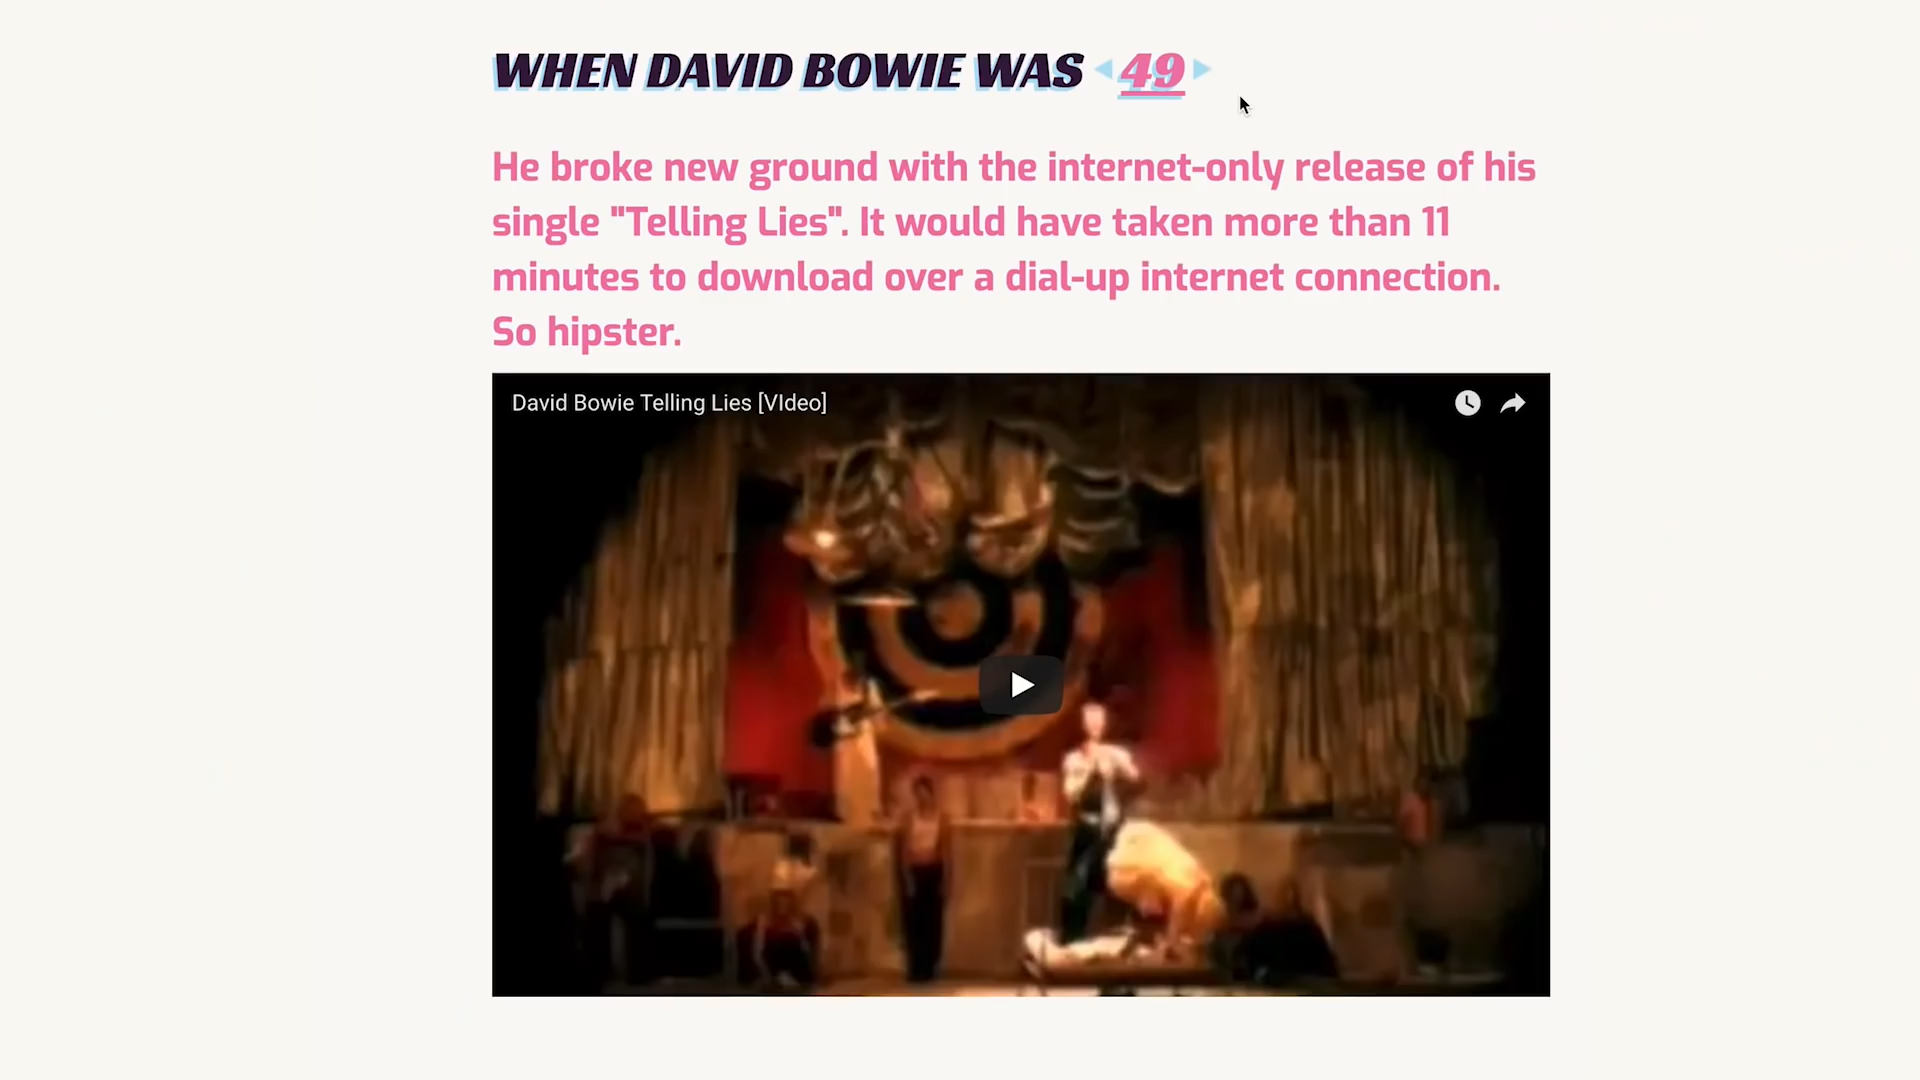 WHEN DAVID BOWIE WAS 49
He broke new ground with the internet-only release of his
single "Telling Lies". It would have taken more than 11
minutes to download over a dial-up internet connection.
So hipster.
David Bowie Telling Lies [VIdeo]